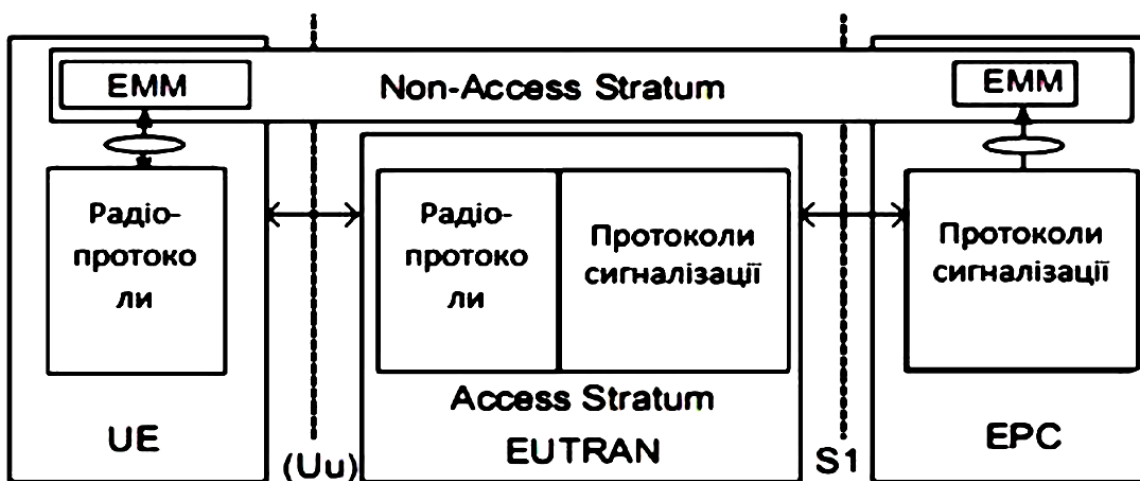 EMM
Non-Access Stratum
EMM
Радіо-
протоко
ли
Радіо-
протоко
ли
Протоколи
сигналізації
Протоколи
сигналізації
Access Stratum
UE
(Uu)
EUTRAN
S1
EPC